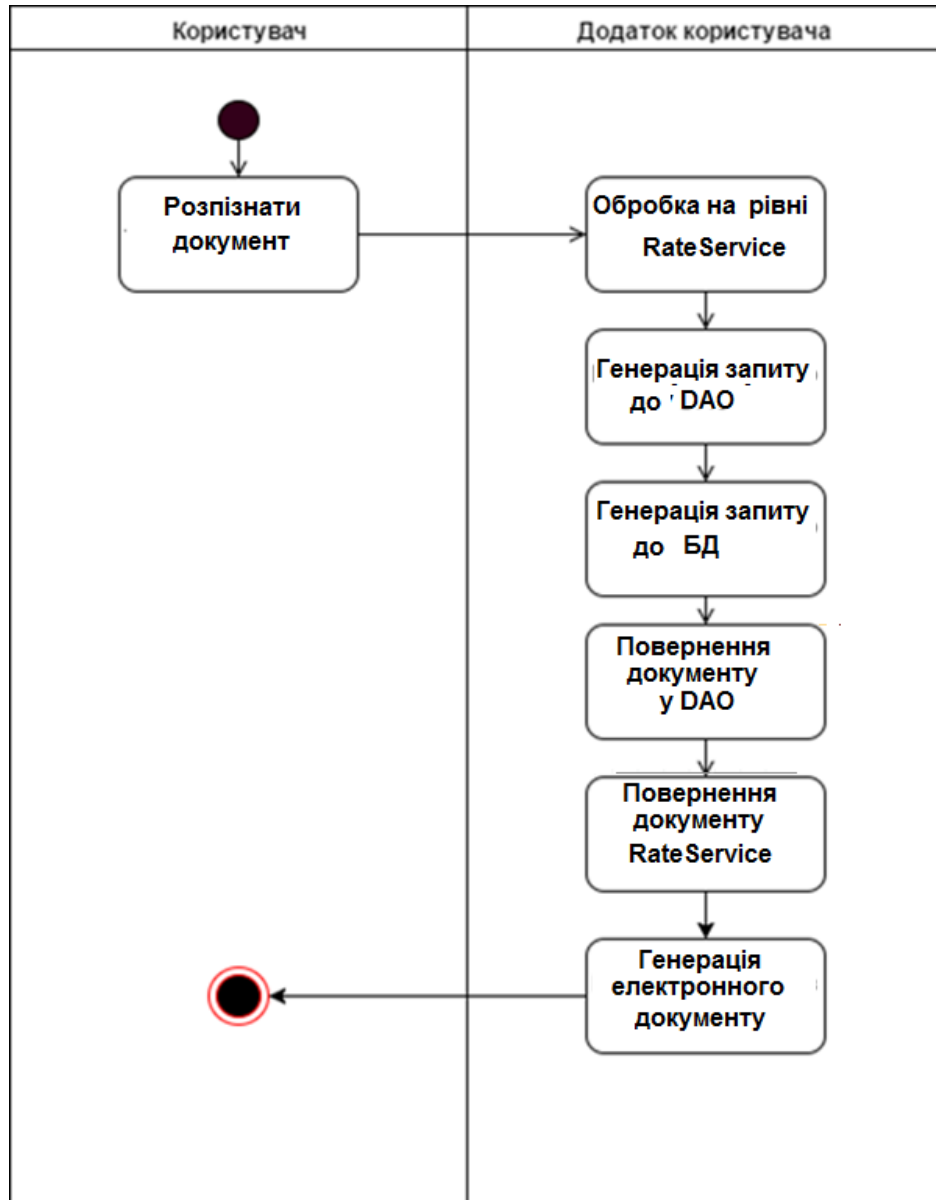 Користувач
Додаток користувача
Розпізнати
документ
Обробка на рівні
RateService
Генерація запиту
до DAO
Генерація запиту
до БД
Повернення
документу
у DAO
Повернення
документу
RateService
Генерація
електронного
документу